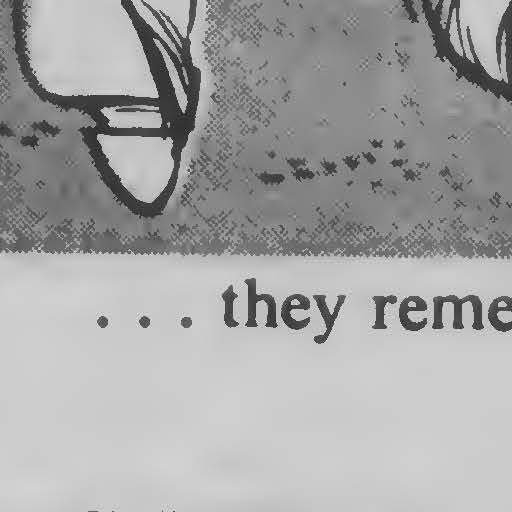 . . . they reme